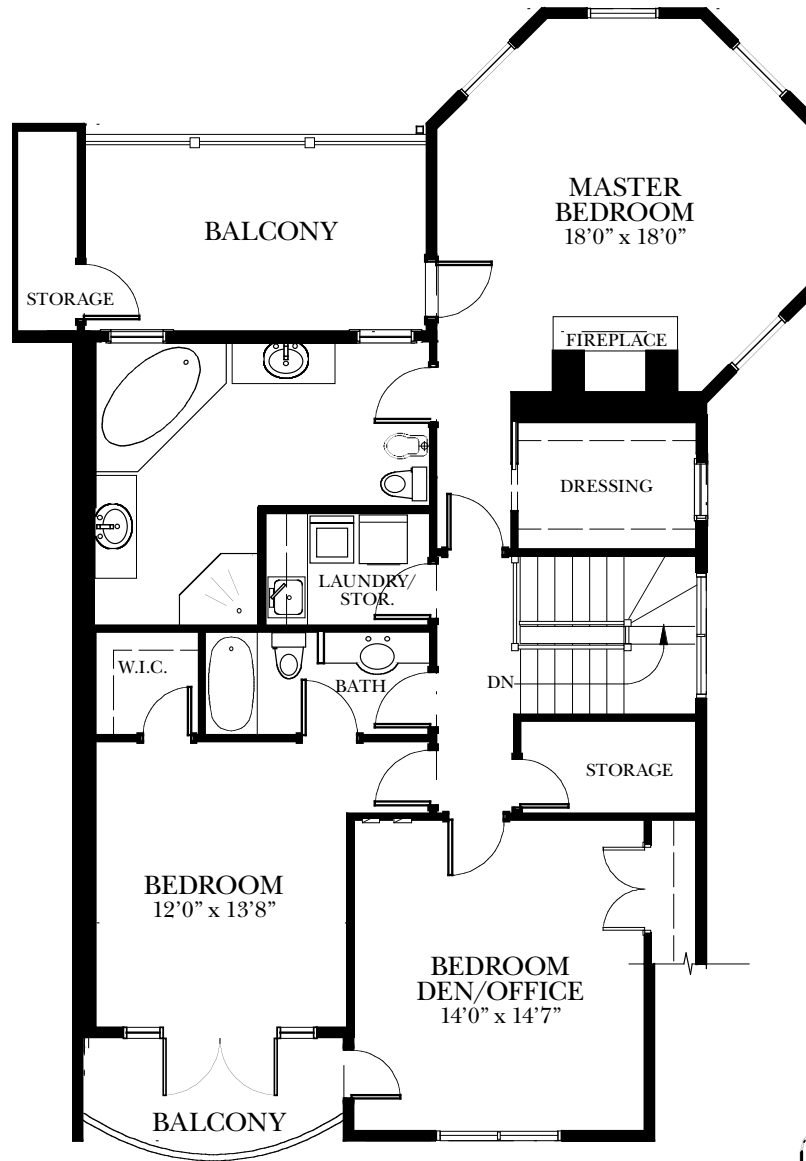 MASTER
BEDROOM
18’0” x 18’0”
BALCONY
STORAGE
FIREPLACE
DRESSING
LAUNDRY/
STOR.
W.I.C.
BATH
DN
STORAGE
BEDROOM
12’0” x 13’8”
BEDROOM
DEN/OFFICE
14’0” x 14’7”
BALCONY